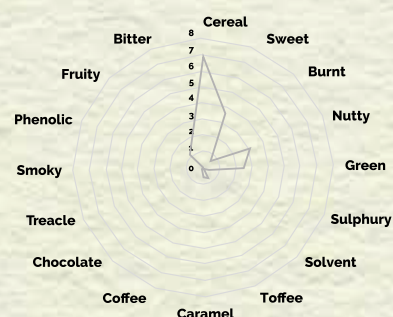 Cereal
Sweet
Burnt
Nutty
Green
Sulphury
Solvent
Toffee
Caramel
Coffee
Chocolate
Treacle
Smoky
Phenolic
Fruity
Bitter
8
7
6
5
4
3
2
1
0